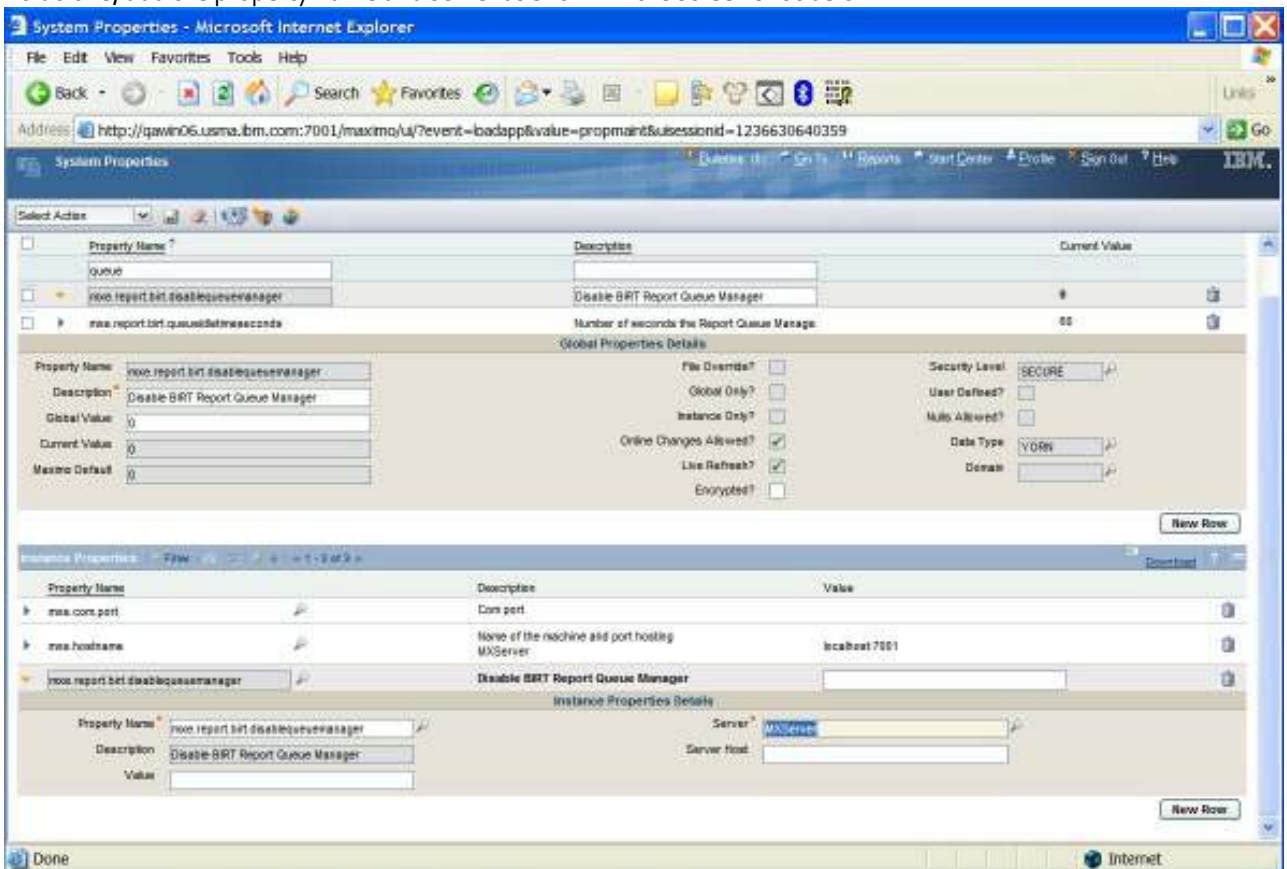 System Properties - Microsoft Internet Explorer
File Edit View Favorites Tools Help
Back Search Favorites Links
Address http://qawin06.usma.ibm.com:7001/maximo/ui/?event=loadapp&value=propmaint&uisessionid=1236630640359 Go
System Properties Bulletins Go To Reports Start Center Profile Sign Out Help IBM.
Select Action
Property Name Description Current Value
queue
mxe.report.birt.disablequeuemanager Disable BIRT Report Queue Manager 0
mxe.report.birt.queueidletimeseconds Number of seconds the Report Queue Manage 60
Global Properties Details
Property Name mxe.report.birt.disablequeuemanager File Override? Security Level SECURE
Description Disable BIRT Report Queue Manager Global Only? User Defined?
Global Value 0 Instance Only? Nulls Allowed?
Current Value 0 Online Changes Allowed? Data Type YORN
Maximo Default 0 Live Refresh? Domain
Encrypted?
New Row
Instance Properties Filter Download
Property Name Description Value
mxe.com.port Com port
mxe.hostname Name of the machine and port hosting
MXServer localhost:7001
mxe.report.birt.disablequeuemanager Disable BIRT Report Queue Manager
Instance Properties Details
Property Name mxe.report.birt.disablequeuemanager Server MXServer
Description Disable BIRT Report Queue Manager Server Host
Value
New Row
Done Internet